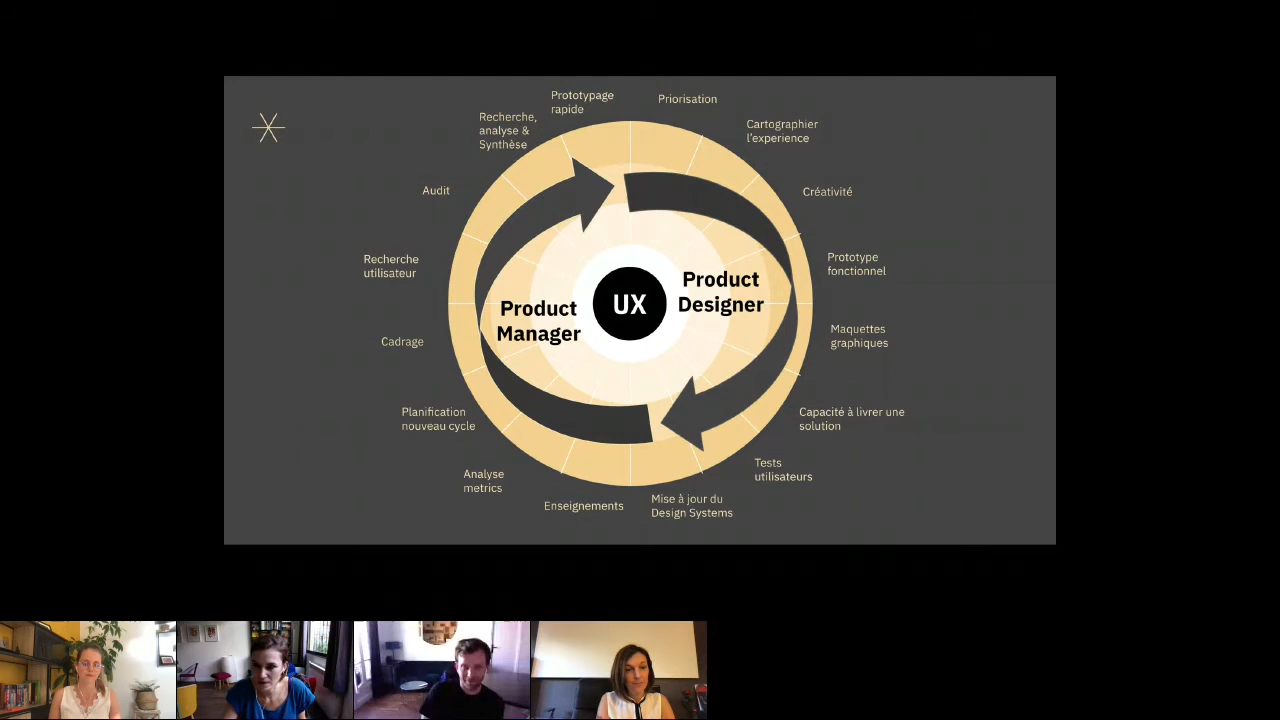 Prototypage
rapide
Priorisation
Recherche,
analyse &
Synthèse
Cartographier
l'experience
Audit
Créativité
Recherche
utilisateur
Prototype
fonctionnel
Product
Manager
UX
Product
Designer
Cadrage
Maquettes
graphiques
Planification
nouveau cycle
Capacité à livrer une
solution
Analyse
metrics
Tests
utilisateurs
Enseignements
Mise à jour du
Design Systems